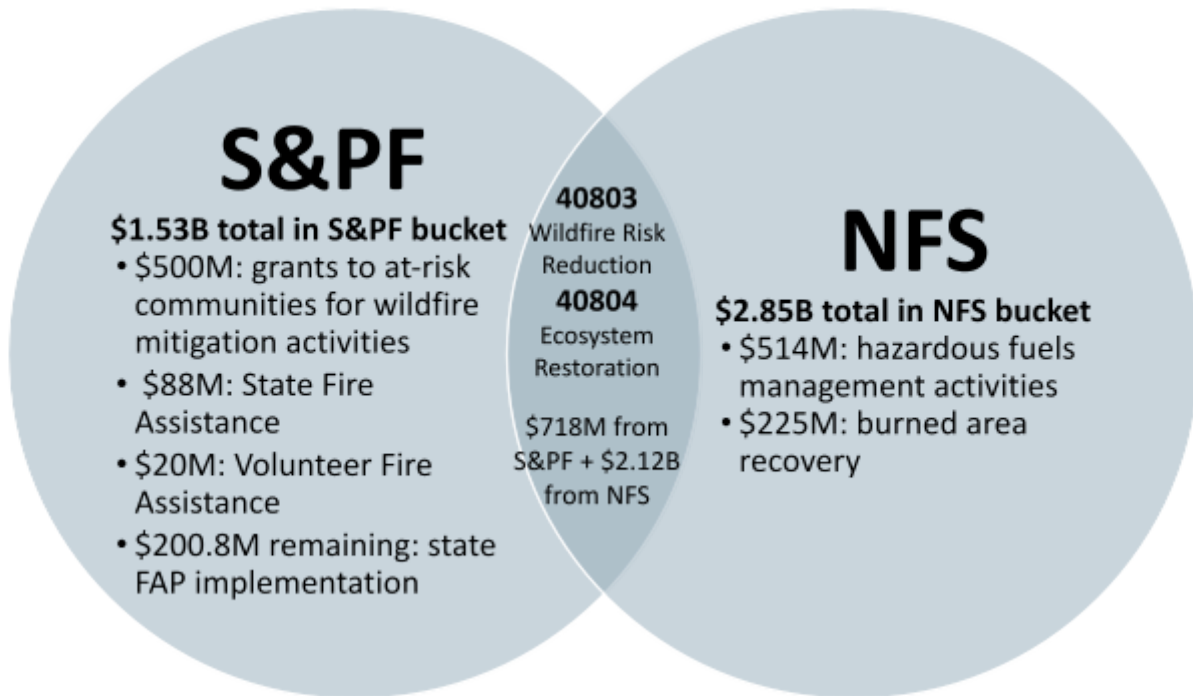 S&PF
$1.53B total in S&PF bucket
• $500M: grants to at-risk
communities for wildfire
mitigation activities
• $88M: State Fire
Assistance
• $20M: Volunteer Fire
Assistance
• $200.8M remaining: state
FAP implementation
40803
Wildfire Risk
Reduction
40804
Ecosystem
Restoration
$718M from
S&PF + $2.12B
from NFS
NFS
$2.85B total in NFS bucket
• $514M: hazardous fuels
management activities
• $225M: burned area
recovery